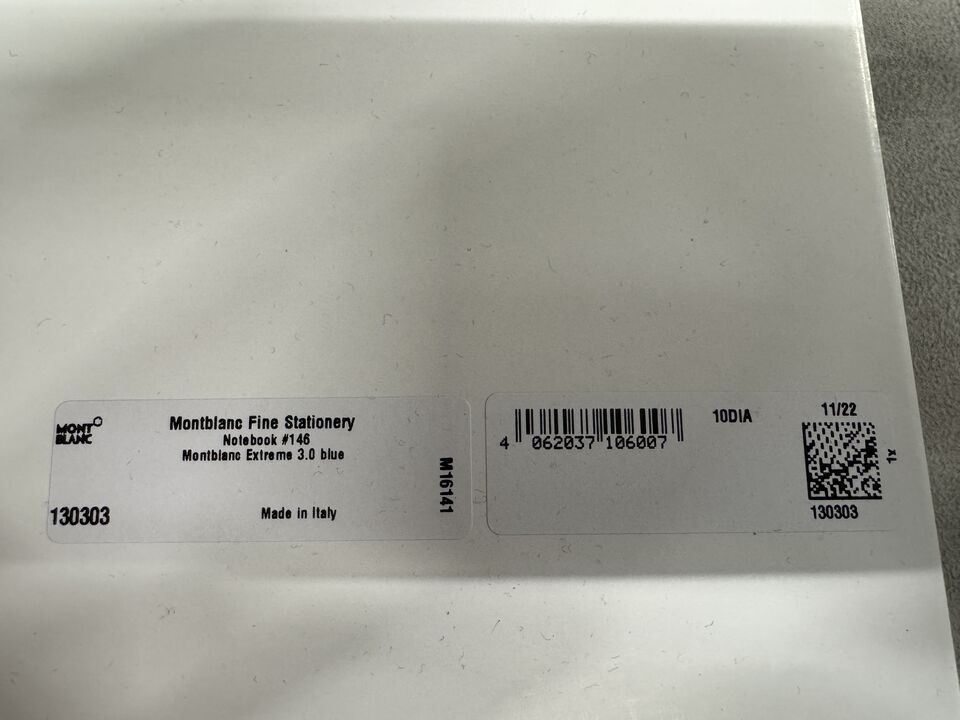 MONT
BLANC
Montblanc Fine Stationery
Notebook #146
Montblanc Extreme 3.0 blue
130303
Made in Italy
M16141
4 062037 106007
10DIA
11/22
1x
130303